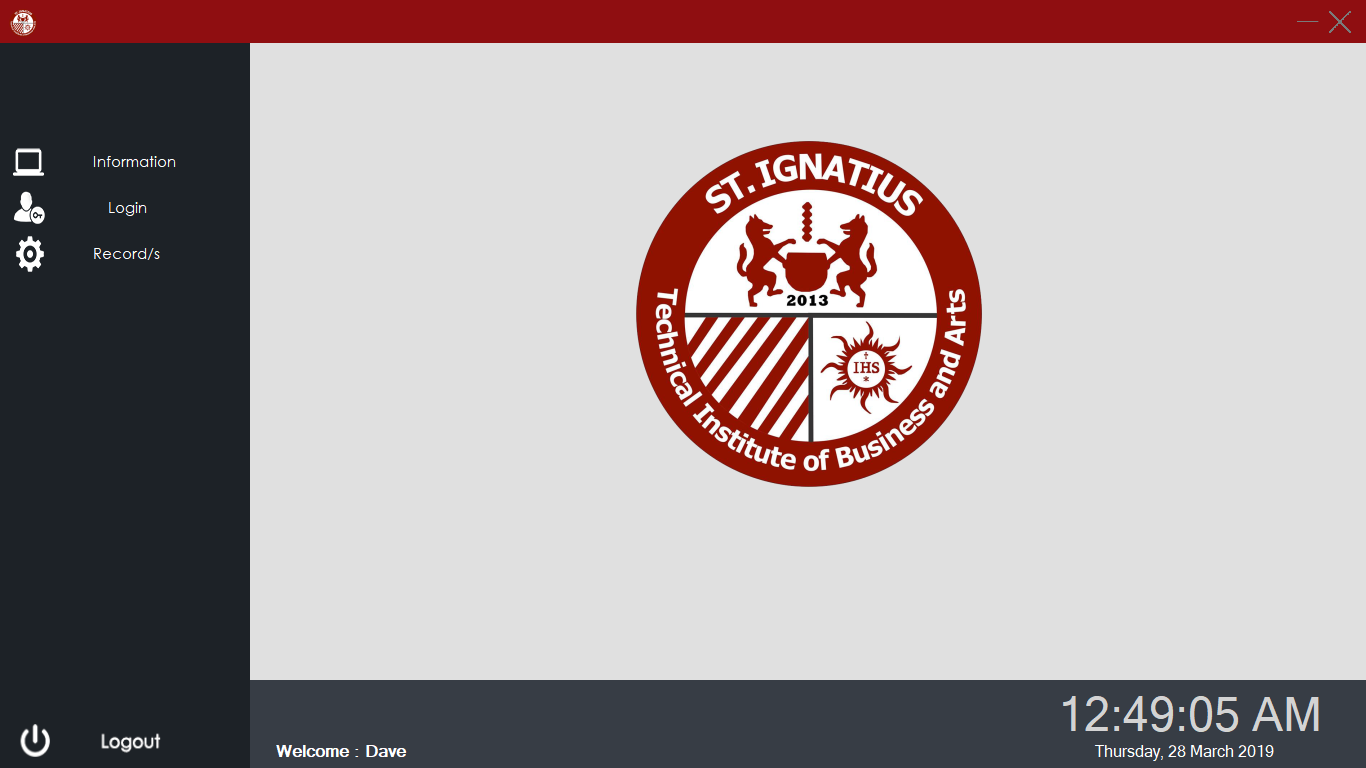 Information
Login
Record/s
Logout
ST. IGNATIUS
2013
IHS
Technical Institute of Business and Arts
Welcome : Dave
12:49:05 AM
Thursday, 28 March 2019